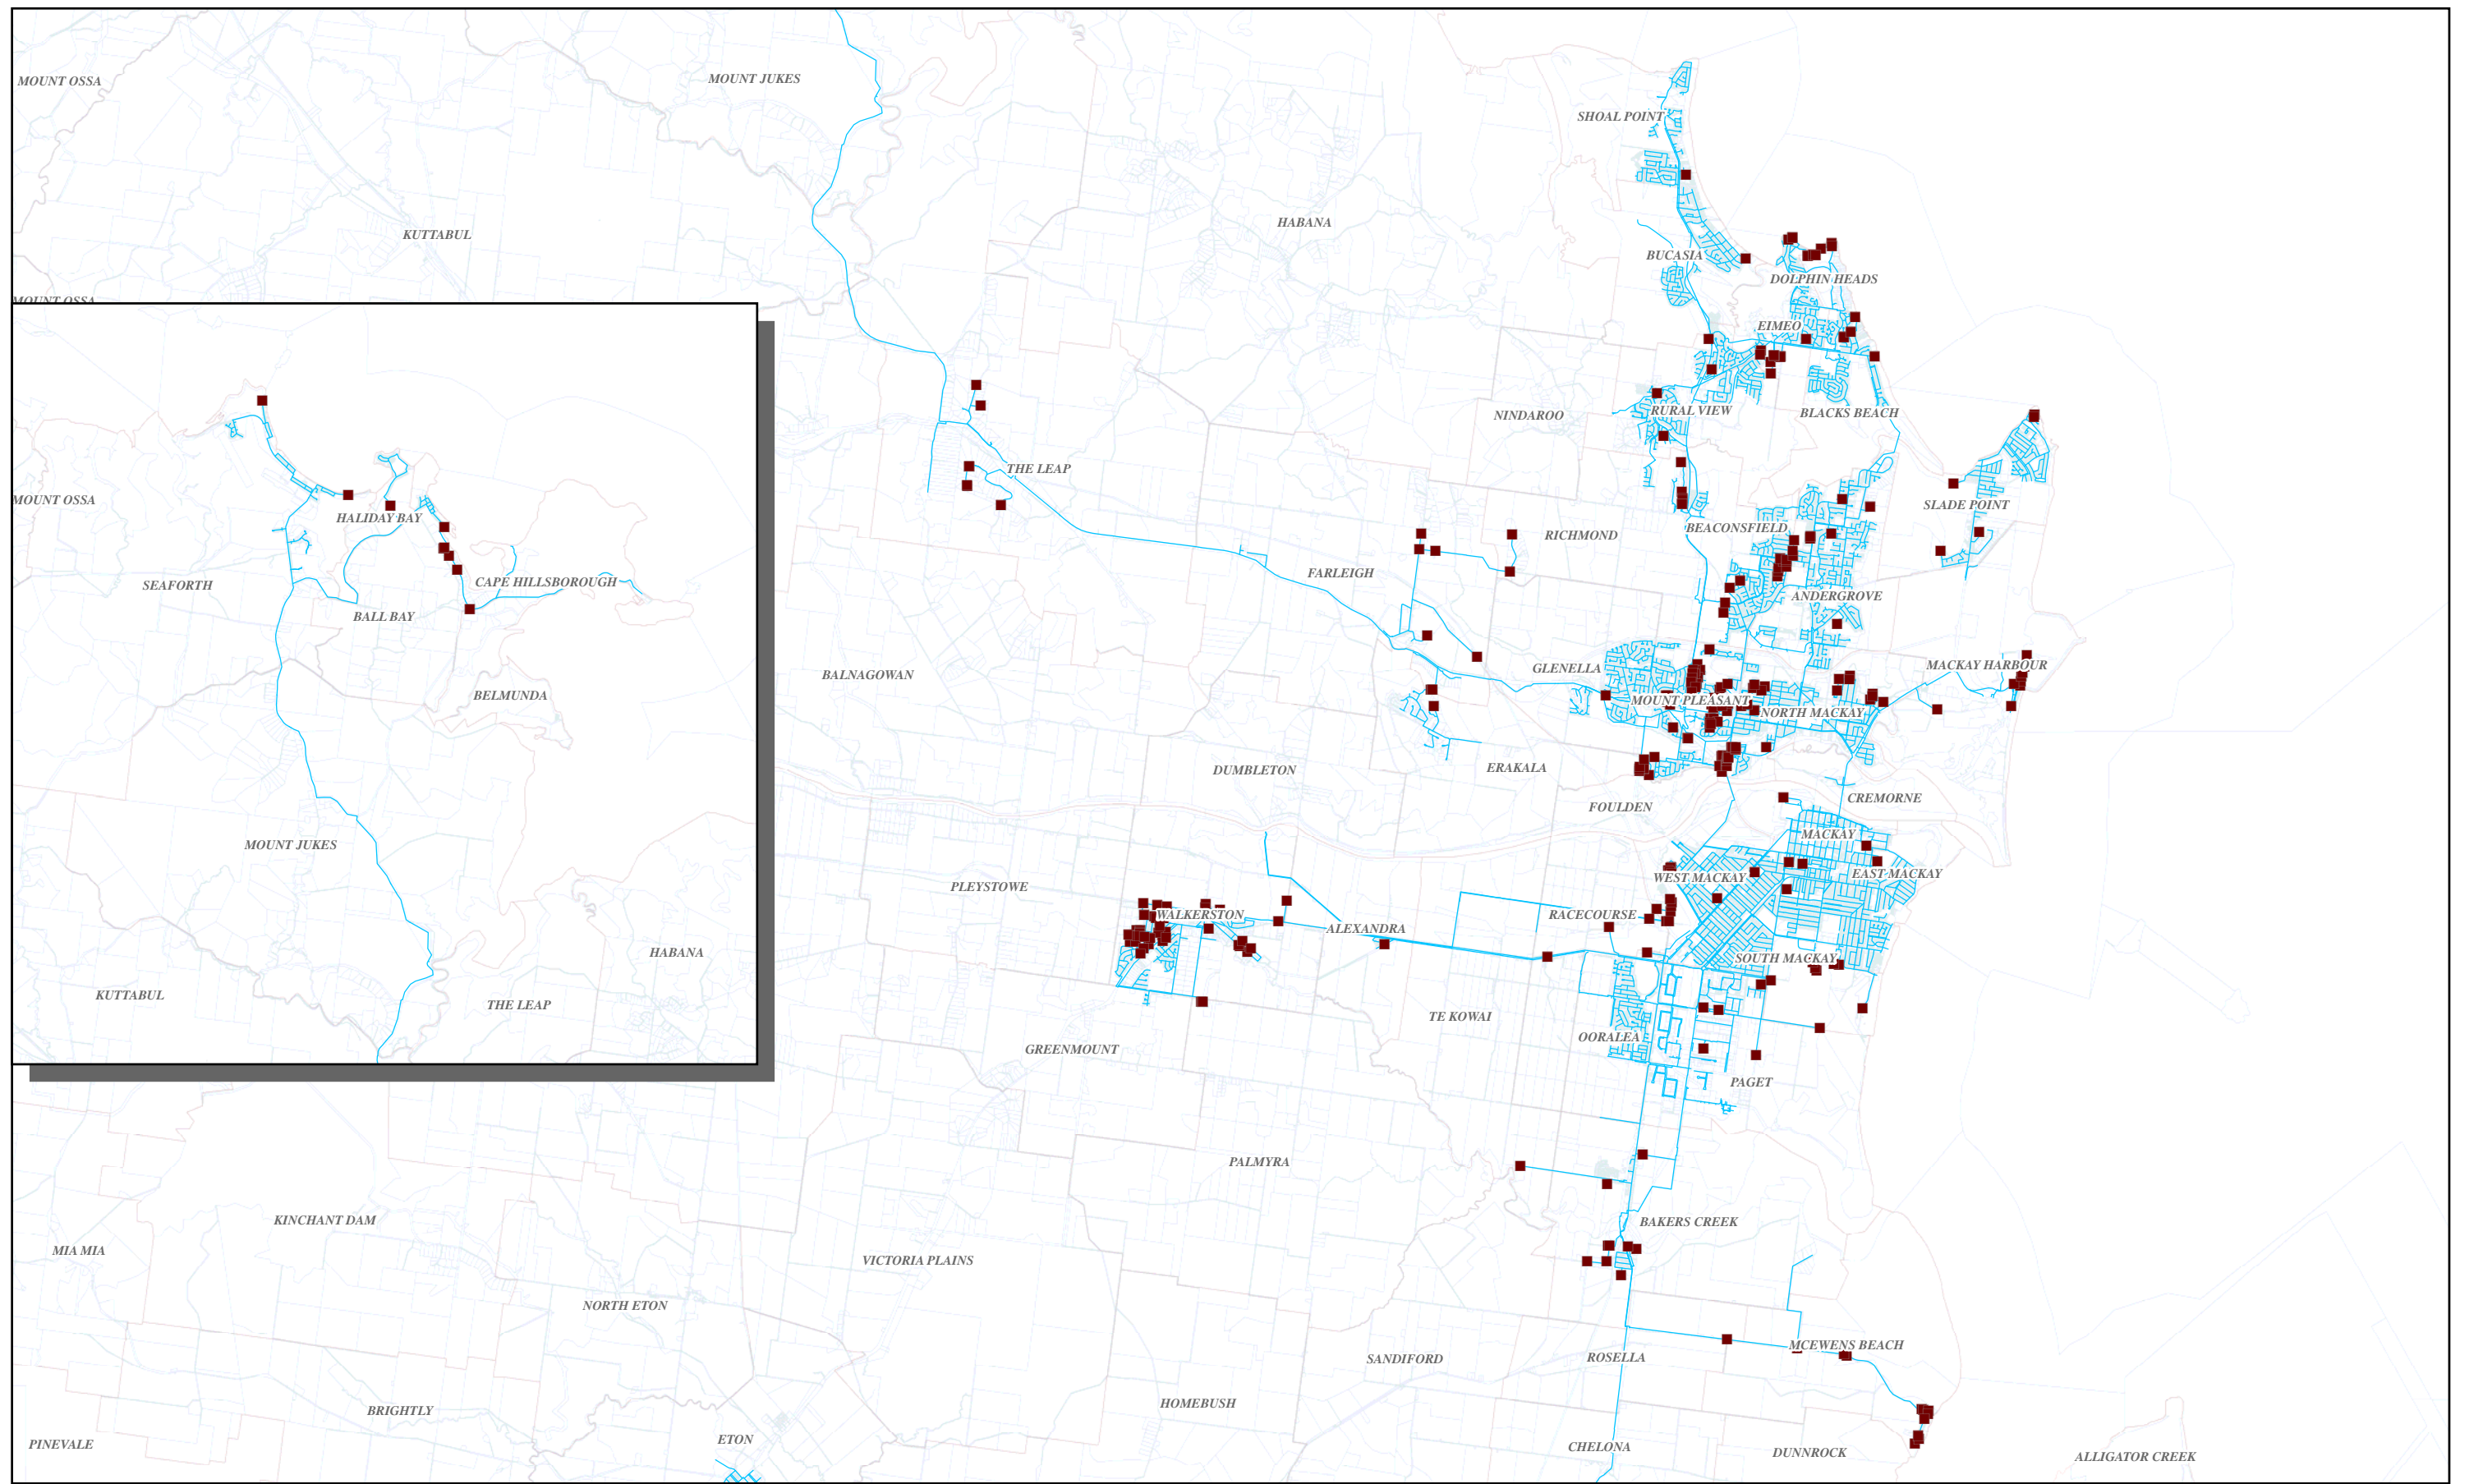 MOUNT OSSA
MOUNT JUKES
SHOAL POINT
HABANA
KUTTABUL
BUCASIA
DOLPHIN HEADS
MOUNT OSSA
EIMEO
NINDAROO
RURAL VIEW
BLACKS BEACH
THE LEAP
MOUNT OSSA
SLADE POINT
HALIDAY BAY
BEACONSFIELD
RICHMOND
FARLEIGH
CAPE HILLSBOROUGH
SEAFORTH
ANDERGROVE
BALL BAY
MACKAY HARBOUR
GLENELLA
BALNAGOWAN
BELMUNDA
MOUNT PLEASANT
NORTH MACKAY
DUMBLETON
ERAKALA
CREMORNE
FOULDEN
MACKAY
MOUNT JUKES
EAST MACKAY
WEST MACKAY
PLEYSTOWE
WALKERSTON
RACECOURSE
ALEXANDRA
HABANA
SOUTH MACKAY
KUTTABUL
THE LEAP
TE KOWAI
OORALEA
GREENMOUNT
PAGET
PALMYRA
KINCHANT DAM
BAKERS CREEK
MIA MIA
VICTORIA PLAINS
NORTH ETON
MCEWENS BEACH
ROSELLA
SANDIFORD
HOMEBUSH
BRIGHTLY
ETON
PINEVALE
CHELONA
DUNNROCK
ALLIGATOR CREEK